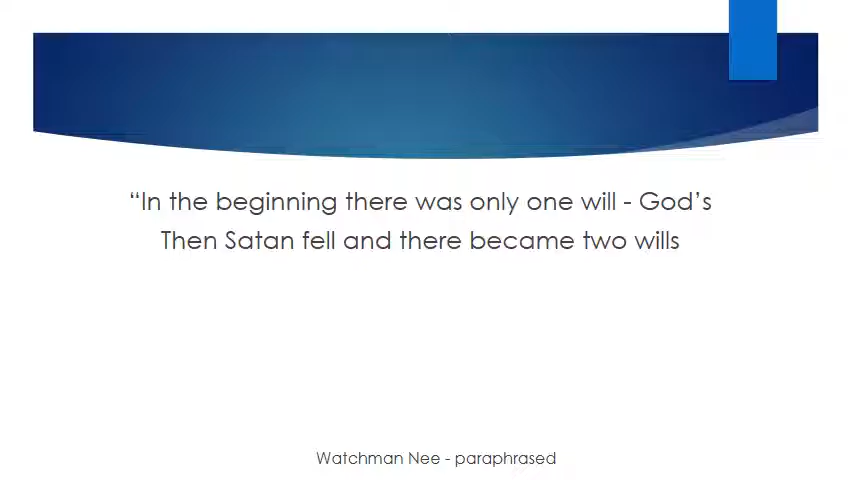 “In the beginning there was only one will - God’s
Then Satan fell and there became two wills
Watchman Nee - paraphrased